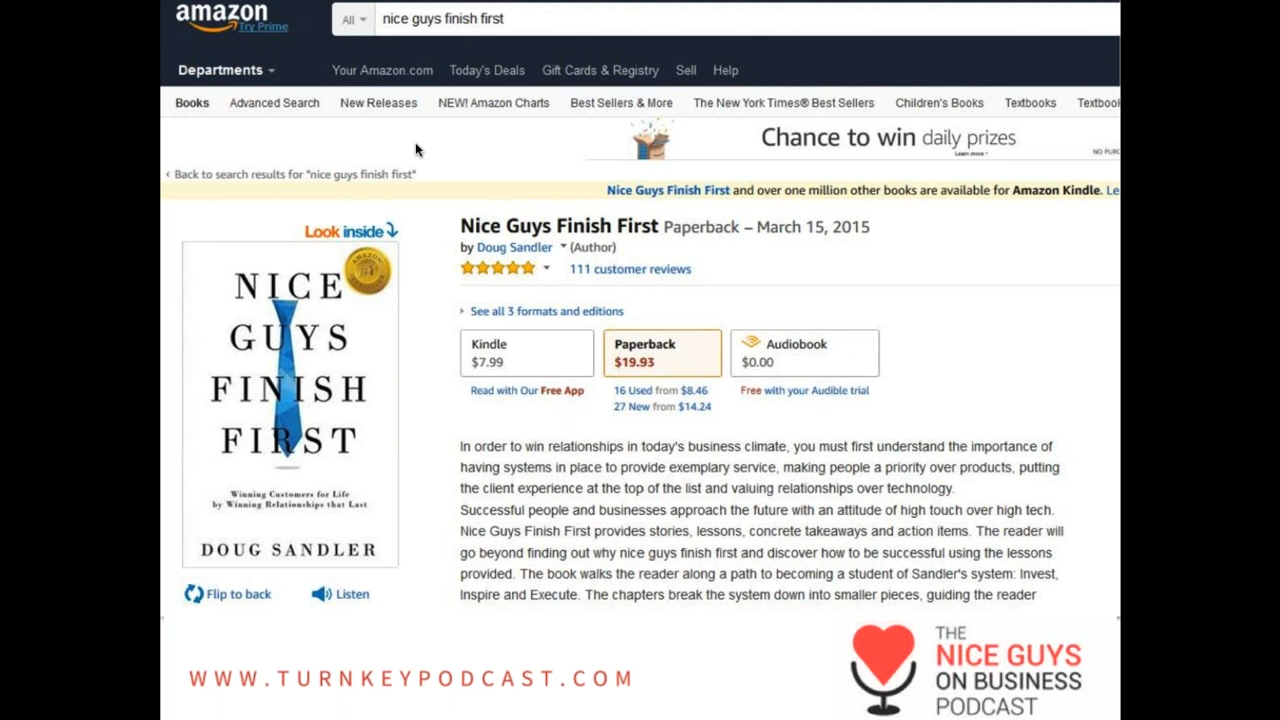 amazon
Try Prime
All
nice guys finish first
Departments
Your Amazon.com
Today's Deals
Gift Cards & Registry
Sell
Help
Books
Advanced Search
New Releases
NEW! Amazon Charts
Best Sellers & More
The New York Times® Best Sellers
Children's Books
Textbooks
Textbook
Chance to win daily prizes
Learn more
NO PURC
‹ Back to search results for "nice guys finish first"
Nice Guys Finish First and over one million other books are available for Amazon Kindle. Le
Look inside
NICE
GUYS
FINISH
FIRST
AMAZON
#1
Winning Customers for Life
by Winning Relationships that Last
DOUG SANDLER
Flip to back
Listen
Nice Guys Finish First Paperback – March 15, 2015
by Doug Sandler (Author)
111 customer reviews
See all 3 formats and editions
Kindle
$7.99
Read with Our Free App
Paperback
$19.93
16 Used from $8.46
27 New from $14.24
Audiobook
$0.00
Free with your Audible trial
In order to win relationships in today's business climate, you must first understand the importance of
having systems in place to provide exemplary service, making people a priority over products, putting
the client experience at the top of the list and valuing relationships over technology.
Successful people and businesses approach the future with an attitude of high touch over high tech.
Nice Guys Finish First provides stories, lessons, concrete takeaways and action items. The reader will
go beyond finding out why nice guys finish first and discover how to be successful using the lessons
provided. The book walks the reader along a path to becoming a student of Sandler's system: Invest,
Inspire and Execute. The chapters break the system down into smaller pieces, guiding the reader
WWW.TURNKEYPODCAST.COM
THE
NICE GUYS
ON BUSINESS
PODCAST